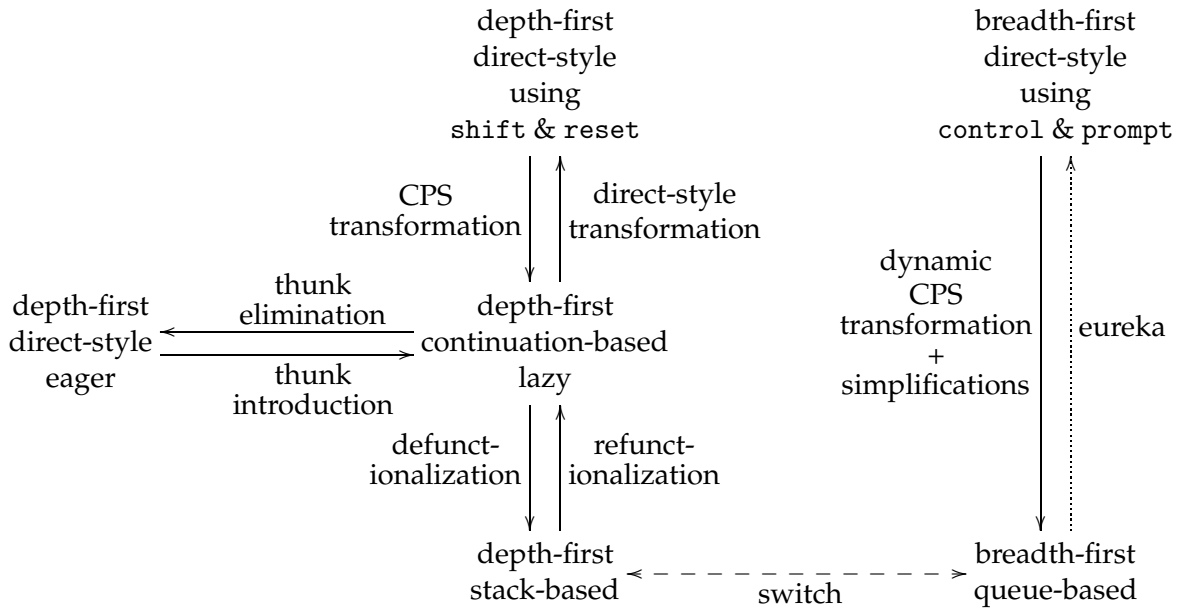 depth-first
direct-style
using
shift & reset
breadth-first
direct-style
using
control & prompt
CPS
transformation
direct-style
transformation
depth-first
direct-style
eager
thunk
elimination
thunk
introduction
depth-first
continuation-based
lazy
dynamic
CPS
transformation
+
simplifications
eureka
defunct-
ionalization
refunct-
ionalization
depth-first
stack-based
switch
breadth-first
queue-based